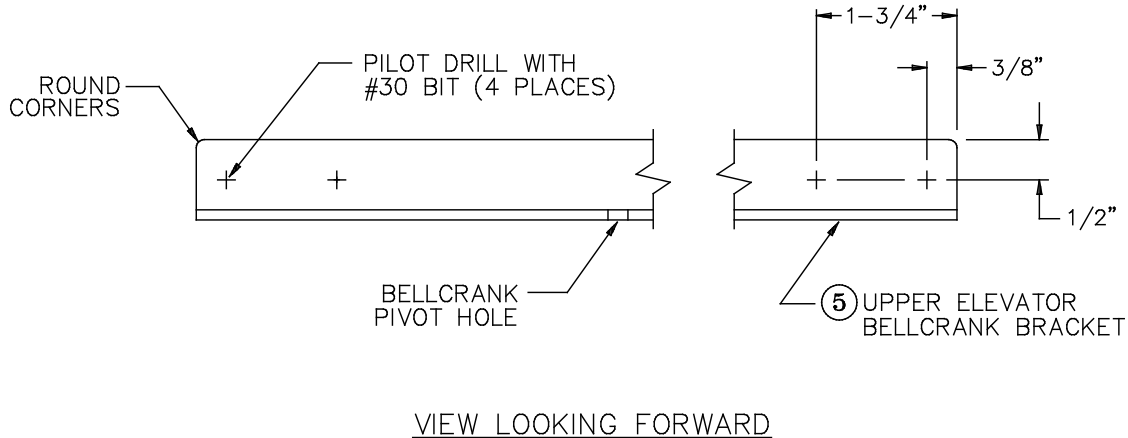 1-3/4"
PILOT DRILL WITH
#30 BIT (4 PLACES)
3/8"
ROUND
CORNERS
1/2"
BELLCRANK
PIVOT HOLE
5 UPPER ELEVATOR
BELLCRANK BRACKET
VIEW LOOKING FORWARD